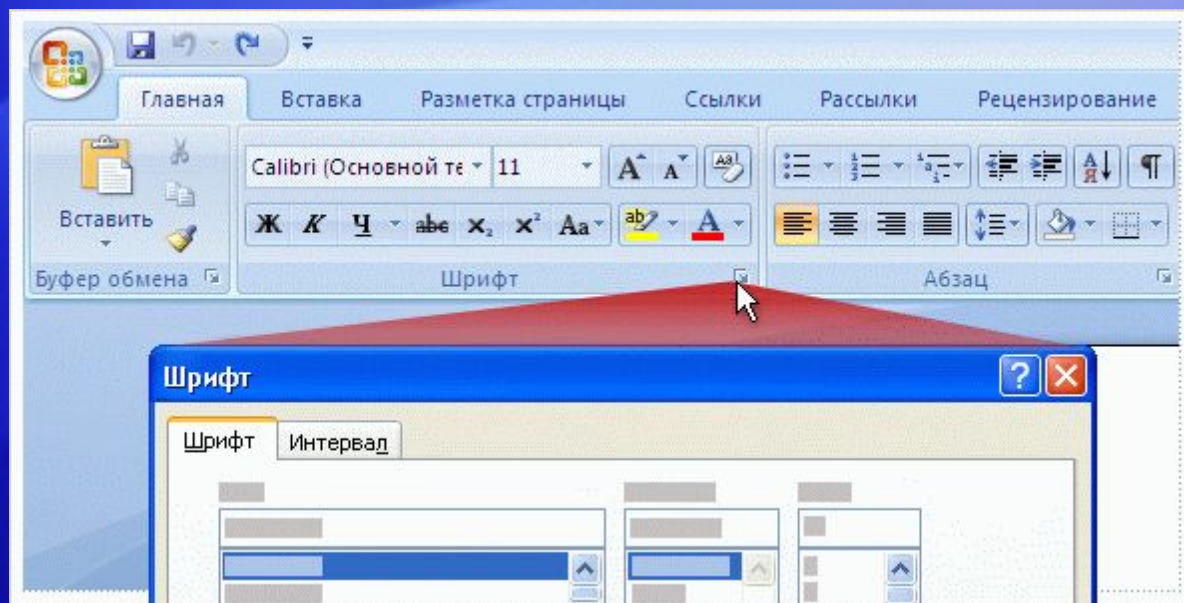 Главная Вставка Разметка страницы Ссылки Рассылки Рецензирование
Calibri (Основной те 11
Вставить
Ж К Ч abc x₂ x² Aa ab A
Буфер обмена Шрифт Абзац
Шрифт
Шрифт Интервал